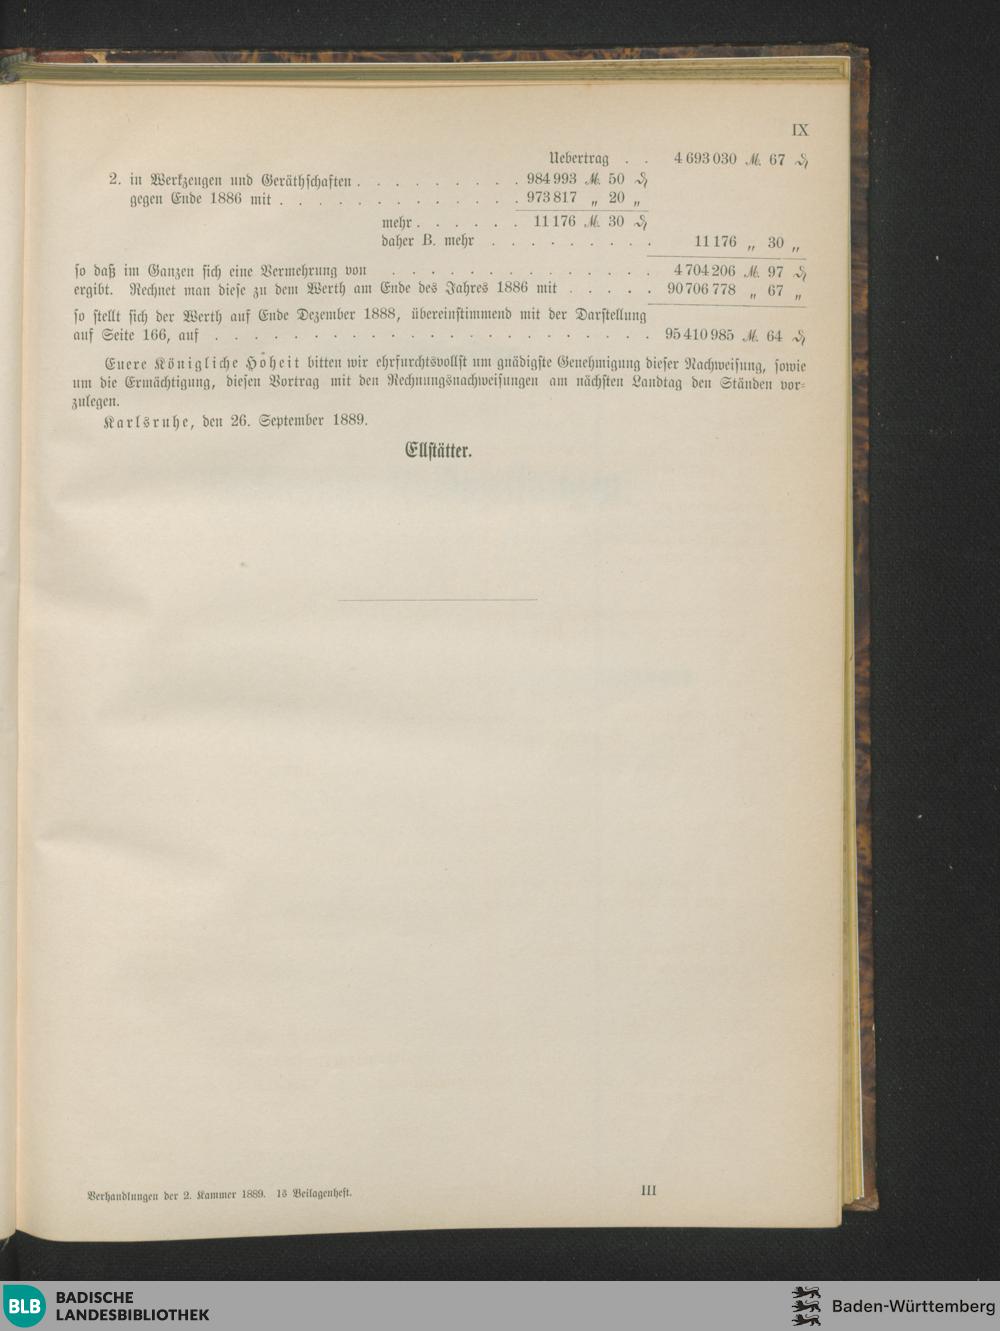 IX
Uebertrag . . 4 693 030 ℳ. 67 ₰
2. in Werkzeugen und Geräthschaften . . . . . . . . . 984 993 ℳ. 50 ₰
gegen Ende 1886 mit . . . . . . . . . . . . . 973 817 „ 20 „
mehr . . . . . . 11 176 ℳ. 30 ₰
daher B. mehr . . . . . . . . . 11 176 „ 30 „
so daß im Ganzen sich eine Vermehrung von . . . . . . . . . . . . . . 4 704 206 ℳ. 97 ₰
ergibt. Rechnet man diese zu dem Werth am Ende des Jahres 1886 mit . . . . . 90 706 778 „ 67 „
so stellt sich der Werth auf Ende Dezember 1888, übereinstimmend mit der Darstellung
auf Seite 166, auf . . . . . . . . . . . . . . . . . . . . . . . 95 410 985 ℳ. 64 ₰
Euere Königliche Hoheit bitten wir ehrfurchtsvollst um gnädigste Genehmigung dieser Nachweisung, sowie
um die Ermächtigung, diesen Vortrag mit den Rechnungsnachweisungen am nächsten Landtag den Ständen vor-
zulegen.
Karlsruhe, den 26. September 1889.
Ellstätter.
Verhandlungen der 2. Kammer 1889. 15 Beilagenheft.
III
BLB
BADISCHE
LANDESBIBLIOTHEK
Baden-Württemberg